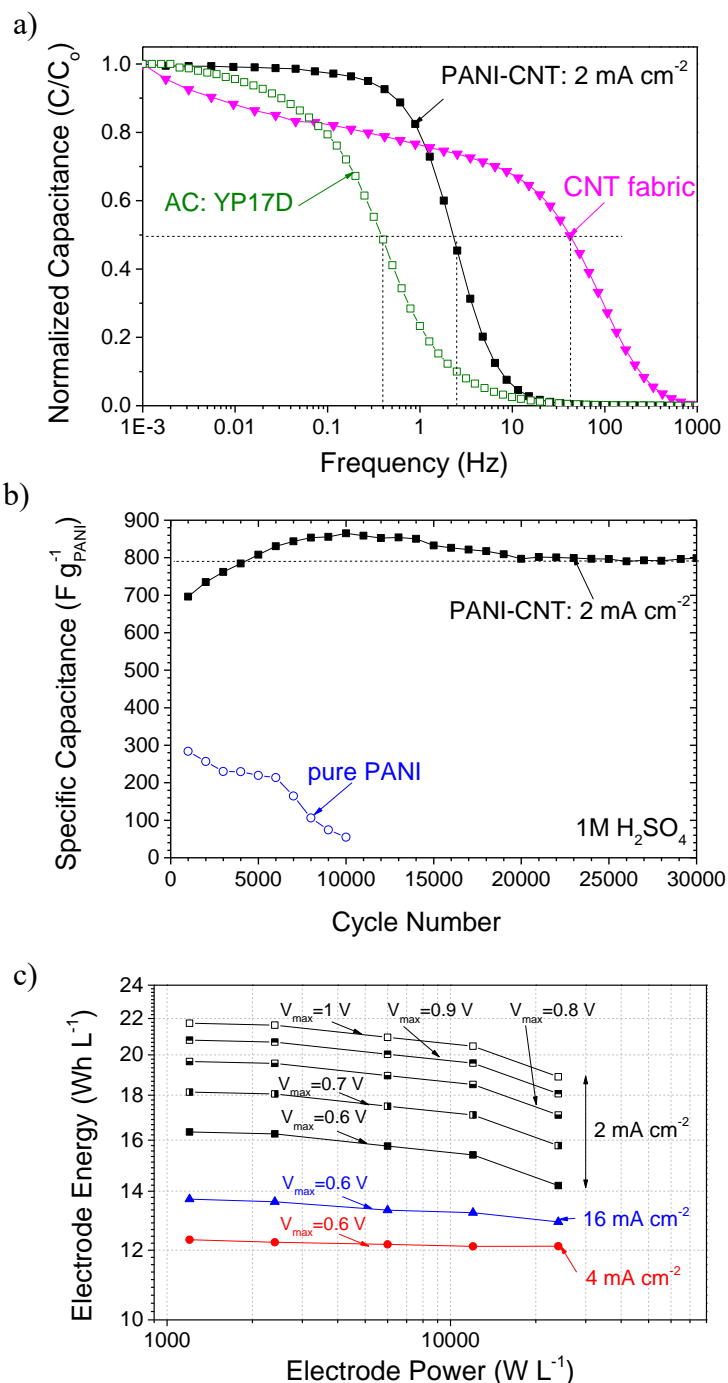 a)
1.0
0.8
0.6
0.4
0.2
0.0
Normalized Capacitance (C/Co)
PANI-CNT: 2 mA cm-2
AC: YP17D
CNT fabric
1E-3 0.01 0.1 1 10 100 1000
Frequency (Hz)
b)
900
800
700
600
500
400
300
200
100
0
Specific Capacitance (F g-1PANI)
PANI-CNT: 2 mA cm-2
pure PANI
1M H2SO4
0 5000 10000 15000 20000 25000 30000
Cycle Number
c)
24
22
20
18
16
14
12
10
Electrode Energy (Wh L-1)
Vmax=1 V
Vmax=0.9 V
Vmax=0.8 V
Vmax=0.7 V
Vmax=0.6 V
2 mA cm-2
Vmax=0.6 V
16 mA cm-2
Vmax=0.6 V
4 mA cm-2
1000 10000
Electrode Power (W L-1)